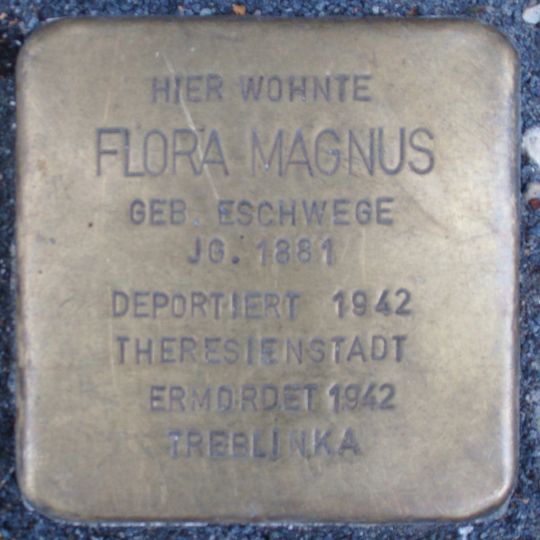 HIER WOHNTE
FLORA MAGNUS
GEB. ESCHWEGE
JG. 1881
DEPORTIERT 1942
THERESIENSTADT
ERMORDET 1942
TREBLINKA